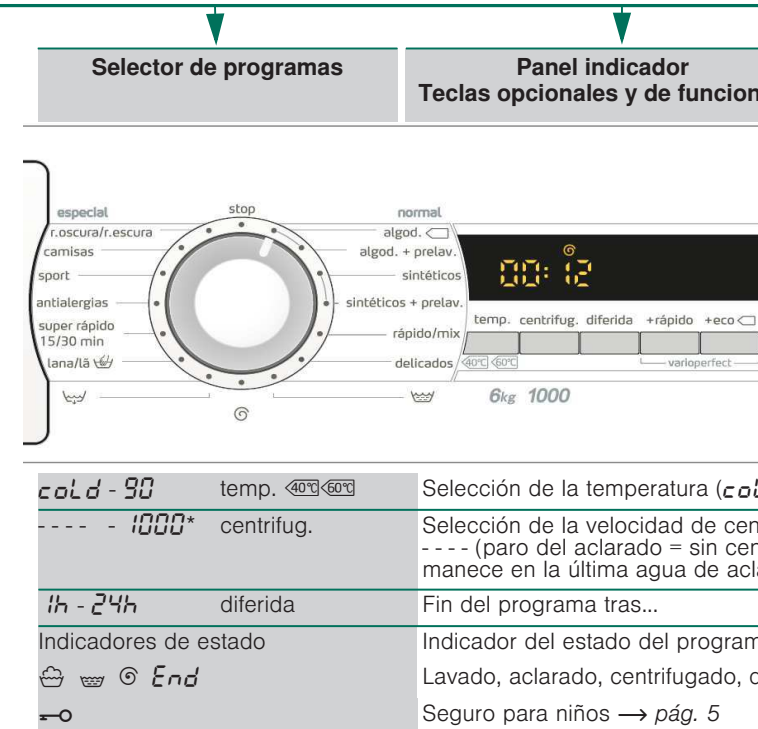 Selector de programas
Panel indicador
Teclas opcionales y de funcion
especial
stop
normal
r.oscura/r.escura
algod.
camisas
algod. + prelav.
sport
sintéticos
antialergias
sintéticos + prelav.
super rápido
15/30 min
rápido/mix
lana/lã
delicados
00:12
temp. centrifug. diferida +rápido +eco
40°C 60°C
varioperfect
6kg 1000
cold - 90 temp. 40°C 60°C Selección de la temperatura (col
---- - 1000* centrifug. Selección de la velocidad de cen
---- (paro del aclarado = sin cen
manece en la última agua de acla
1h - 24h diferida Fin del programa tras...
Indicadores de estado Indicador del estado del program
End Lavado, aclarado, centrifugado, d
Seguro para niños → pág. 5